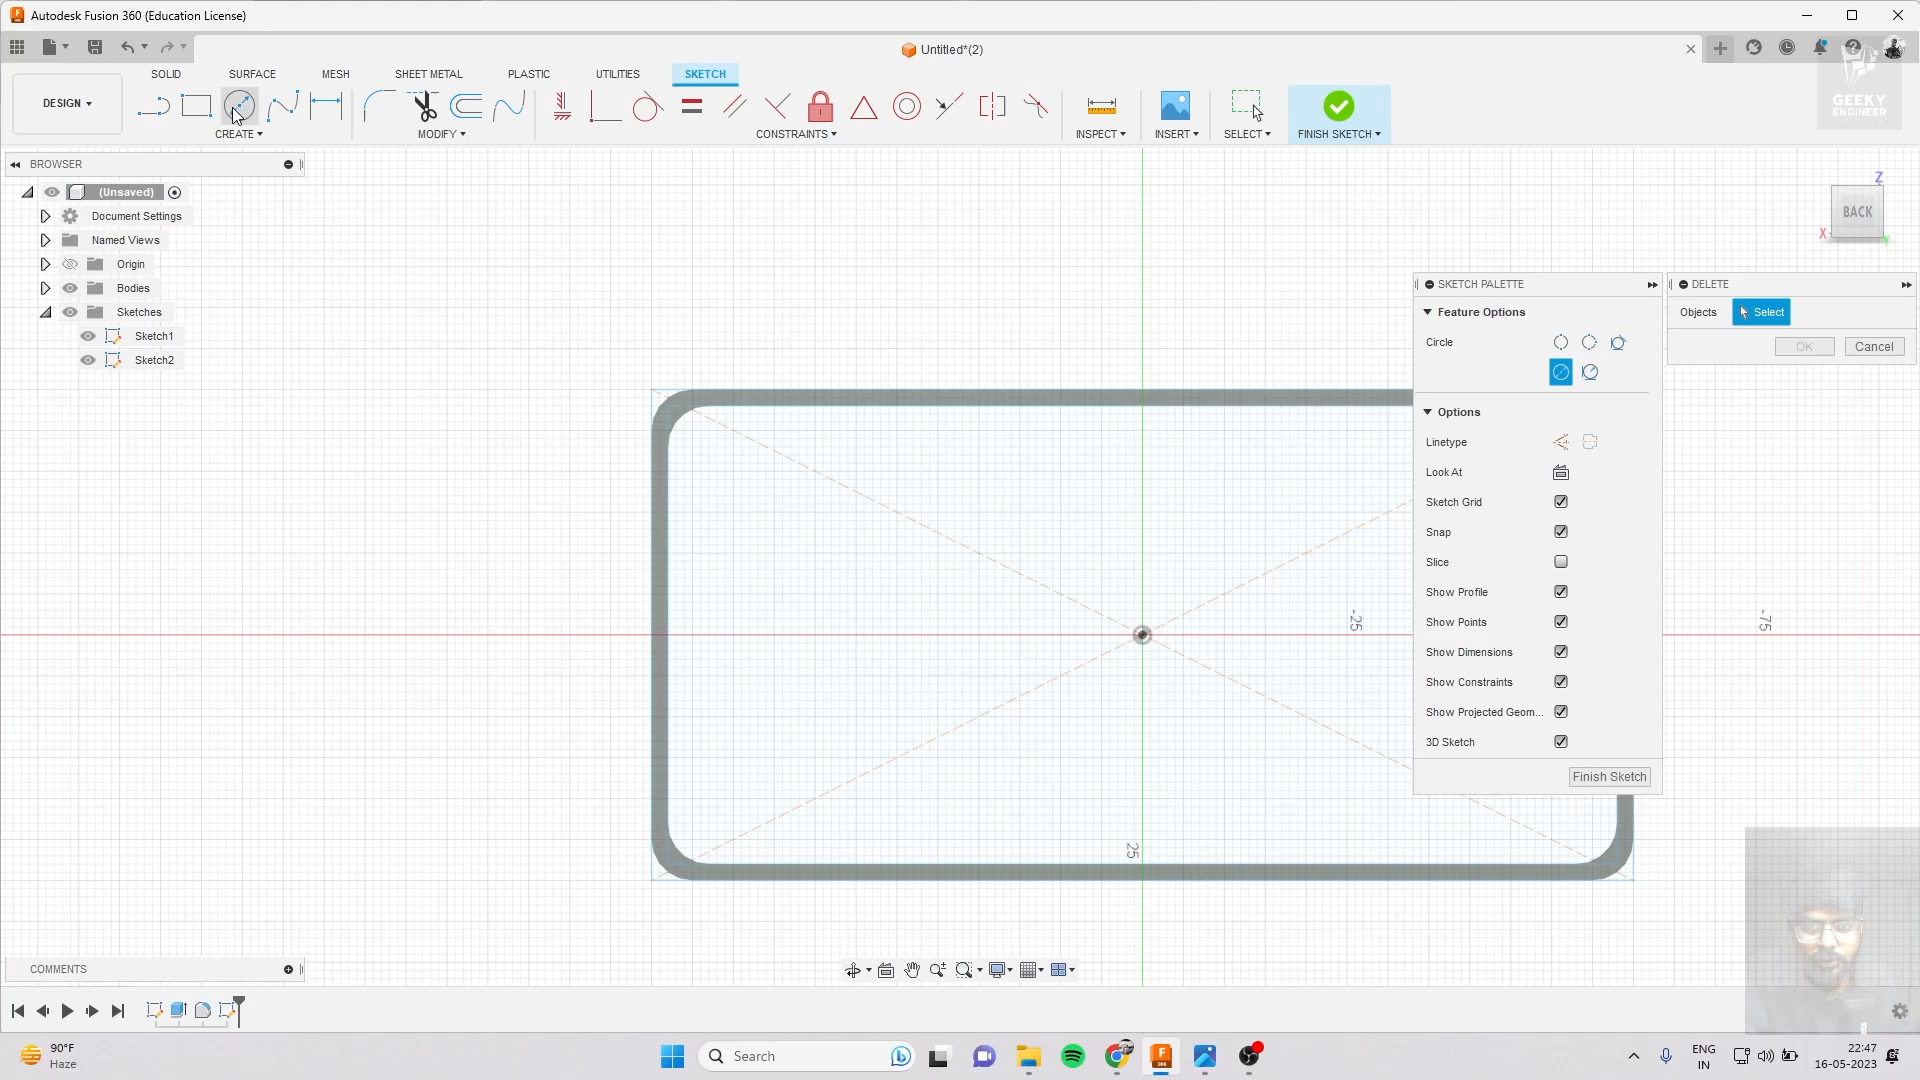 Autodesk Fusion 360 (Education License)
Untitled*(2)
SOLID
SURFACE
MESH
SHEET METAL
PLASTIC
UTILITIES
SKETCH
DESIGN
CREATE
MODIFY
CONSTRAINTS
INSPECT
INSERT
SELECT
FINISH SKETCH
GEEKY
ENGINEER
BROWSER
(Unsaved)
Document Settings
Named Views
Origin
Bodies
Sketches
Sketch1
Sketch2
Z
BACK
X
Y
SKETCH PALETTE
Feature Options
Circle
Options
Linetype
Look At
Sketch Grid
Snap
Slice
Show Profile
Show Points
Show Dimensions
Show Constraints
Show Projected Geom...
3D Sketch
Finish Sketch
DELETE
Objects
Select
OK
Cancel
-25
-75
25
COMMENTS
90°F
Haze
Search
ENG
IN
22:47
16-05-2023